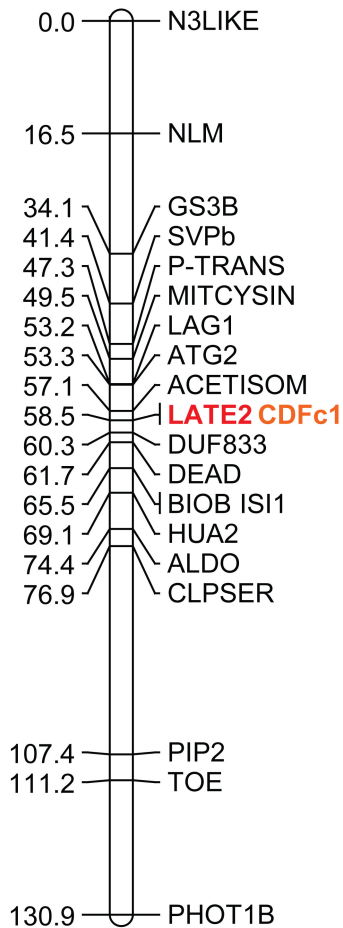 0.0 N3LIKE
16.5 NLM
34.1 GS3B
41.4 SVPb
47.3 P-TRANS
49.5 MITCYSIN
53.2 LAG1
53.3 ATG2
57.1 ACETISOM
58.5 LATE2 CDFc1
60.3 DUF833
61.7 DEAD
65.5 BIOB ISI1
69.1 HUA2
74.4 ALDO
76.9 CLPSER
107.4 PIP2
111.2 TOE
130.9 PHOT1B